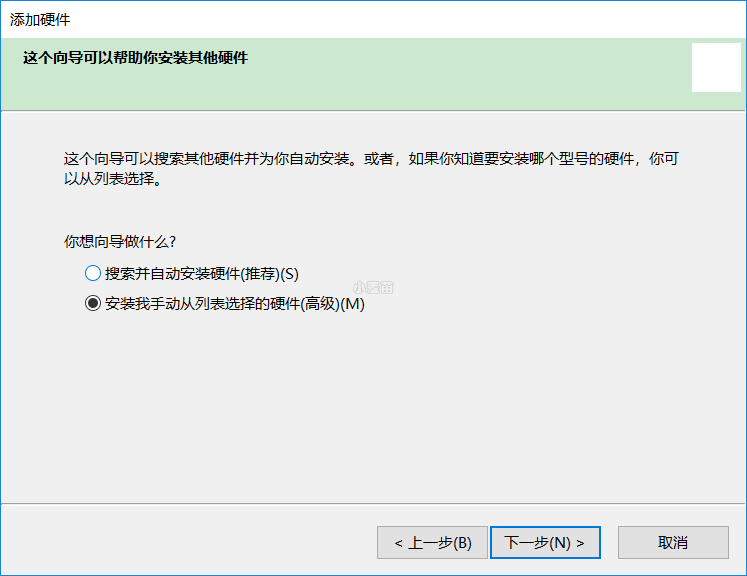 添加硬件
这个向导可以帮助你安装其他硬件
这个向导可以搜索其他硬件并为你自动安装。或者，如果你知道要安装哪个型号的硬件，你可
以从列表选择。
你想向导做什么?
搜索并自动安装硬件(推荐)(S)
安装我手动从列表选择的硬件(高级)(M)
< 上一步(B)
下一步(N) >
取消